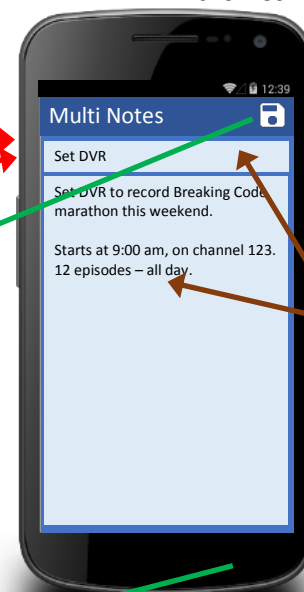 12:39
Multi Notes
Set DVR
Set DVR to record Breaking Code
marathon this weekend.
Starts at 9:00 am, on channel 123.
12 episodes – all day.